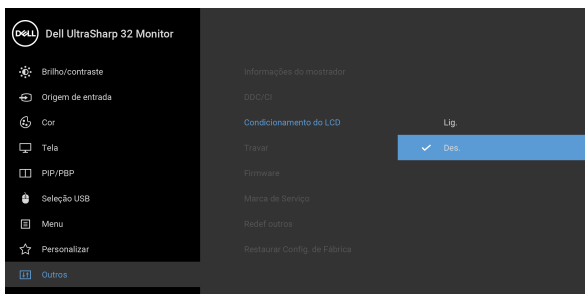 DELL Dell UltraSharp 32 Monitor
Brilho/contraste
Origem de entrada
Cor
Tela
PIP/PBP
Seleção USB
Menu
Personalizar
Outros
Informações do mostrador
DDC/CI
Condicionamento do LCD
Travar
Firmware
Marca de Serviço
Redef outros
Restaurar Config. de Fábrica
Lig.
Des.